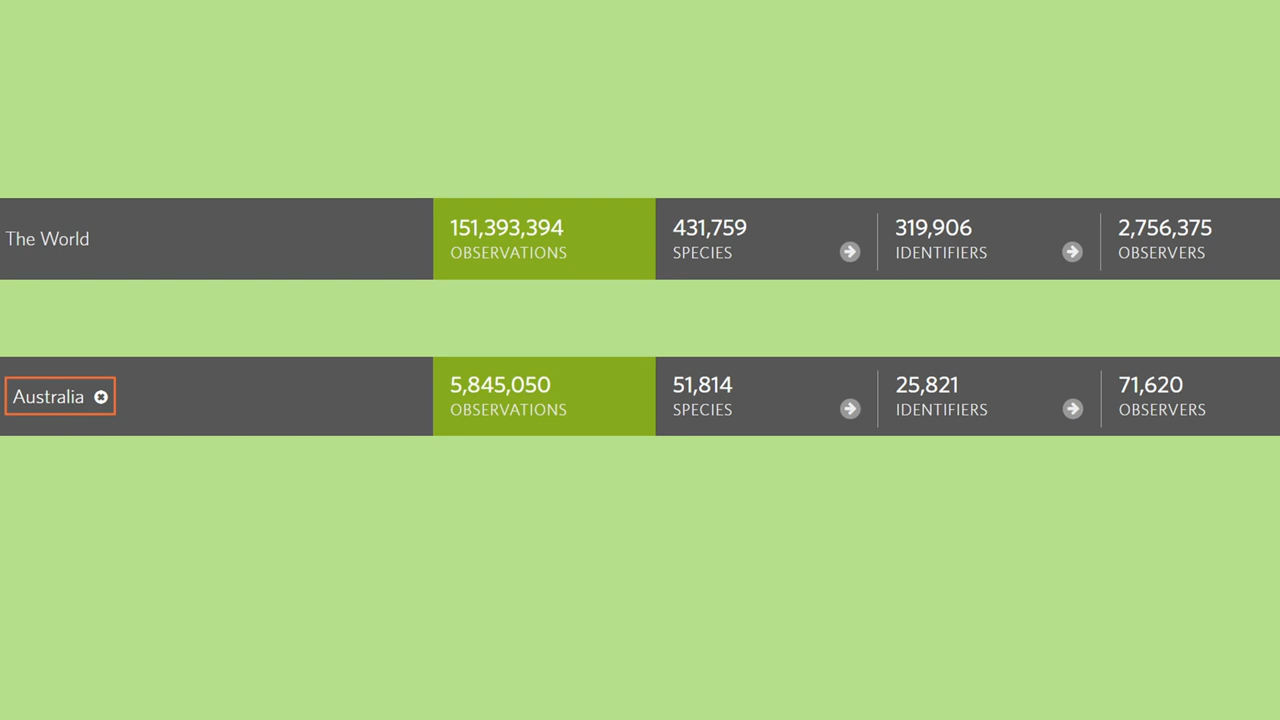 The World
151,393,394
OBSERVATIONS
431,759
SPECIES
319,906
IDENTIFIERS
2,756,375
OBSERVERS
Australia
5,845,050
OBSERVATIONS
51,814
SPECIES
25,821
IDENTIFIERS
71,620
OBSERVERS